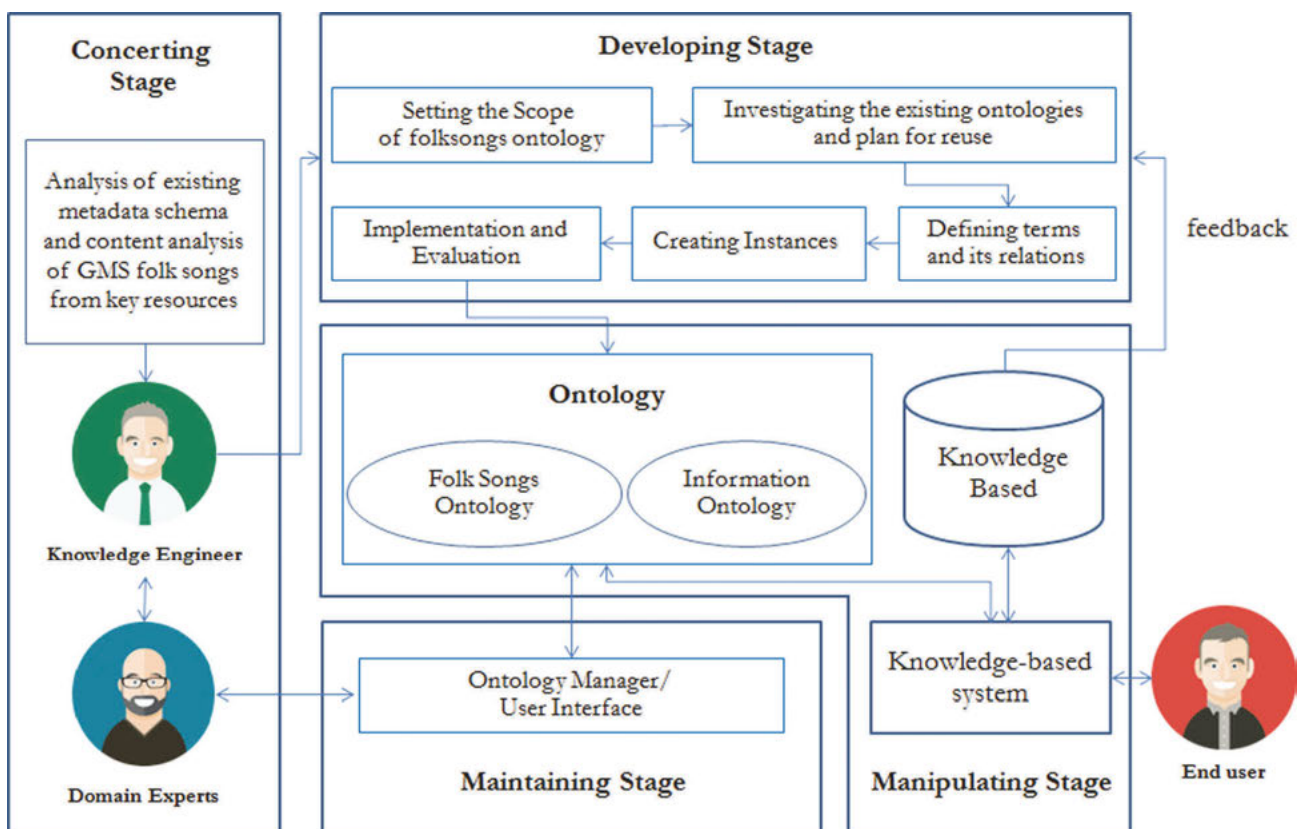 Concerting
Stage
Analysis of existing
metadata schema
and content analysis
of GMS folk songs
from key resources
Knowledge Engineer
Domain Experts
Developing Stage
Setting the Scope
of folksongs ontology
Investigating the existing ontologies
and plan for reuse
Implementation and
Evaluation
Creating Instances
Defining terms
and its relations
feedback
Ontology
Folk Songs
Ontology
Information
Ontology
Knowledge
Based
Ontology Manager/
User Interface
Maintaining Stage
Knowledge-based
system
Manipulating Stage
End user